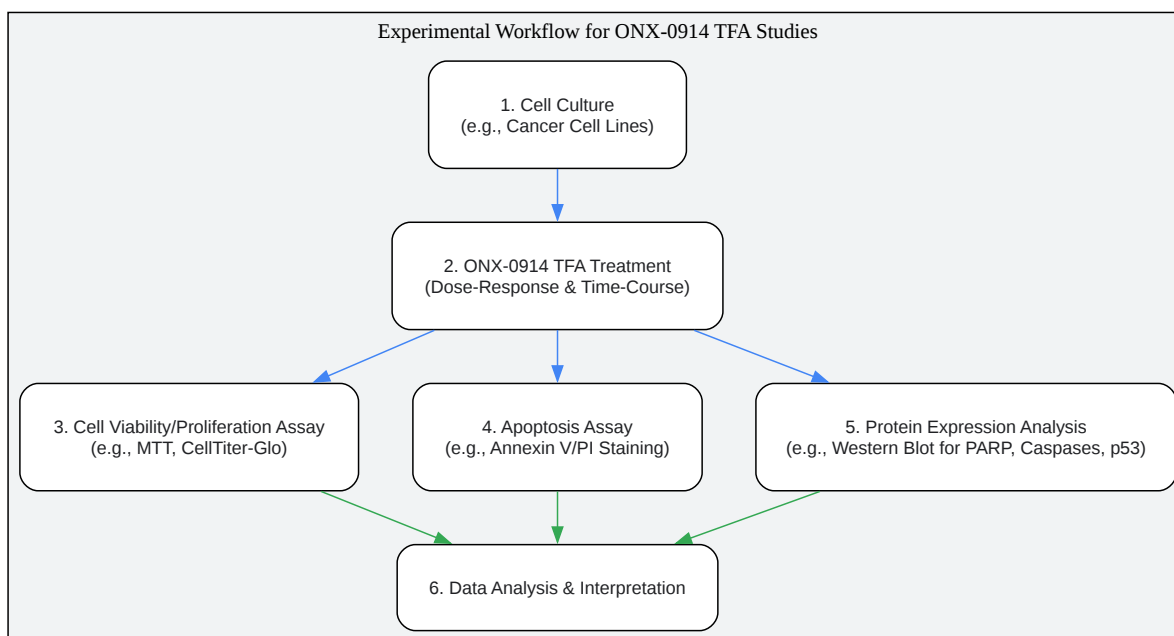 Experimental Workflow for ONX-0914 TFA Studies
1. Cell Culture
(e.g., Cancer Cell Lines)
2. ONX-0914 TFA Treatment
(Dose-Response & Time-Course)
3. Cell Viability/Proliferation Assay
(e.g., MTT, CellTiter-Glo)
4. Apoptosis Assay
(e.g., Annexin V/PI Staining)
5. Protein Expression Analysis
(e.g., Western Blot for PARP, Caspases, p53)
6. Data Analysis & Interpretation